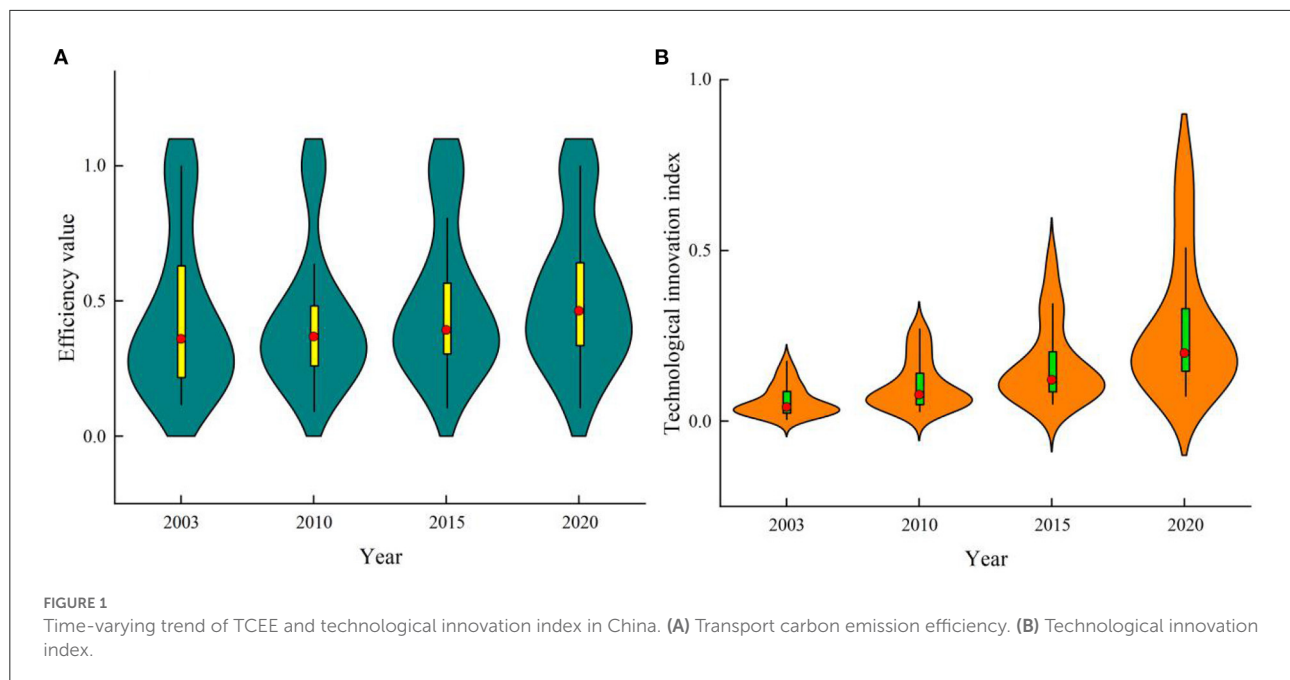 A
Efficiency value
1.0
0.5
0.0
2003 2010 2015 2020
Year
B
Technological innovation index
1.0
0.5
0.0
2003 2010 2015 2020
Year
FIGURE 1
Time-varying trend of TCEE and technological innovation index in China. (A) Transport carbon emission efficiency. (B) Technological innovation
index.